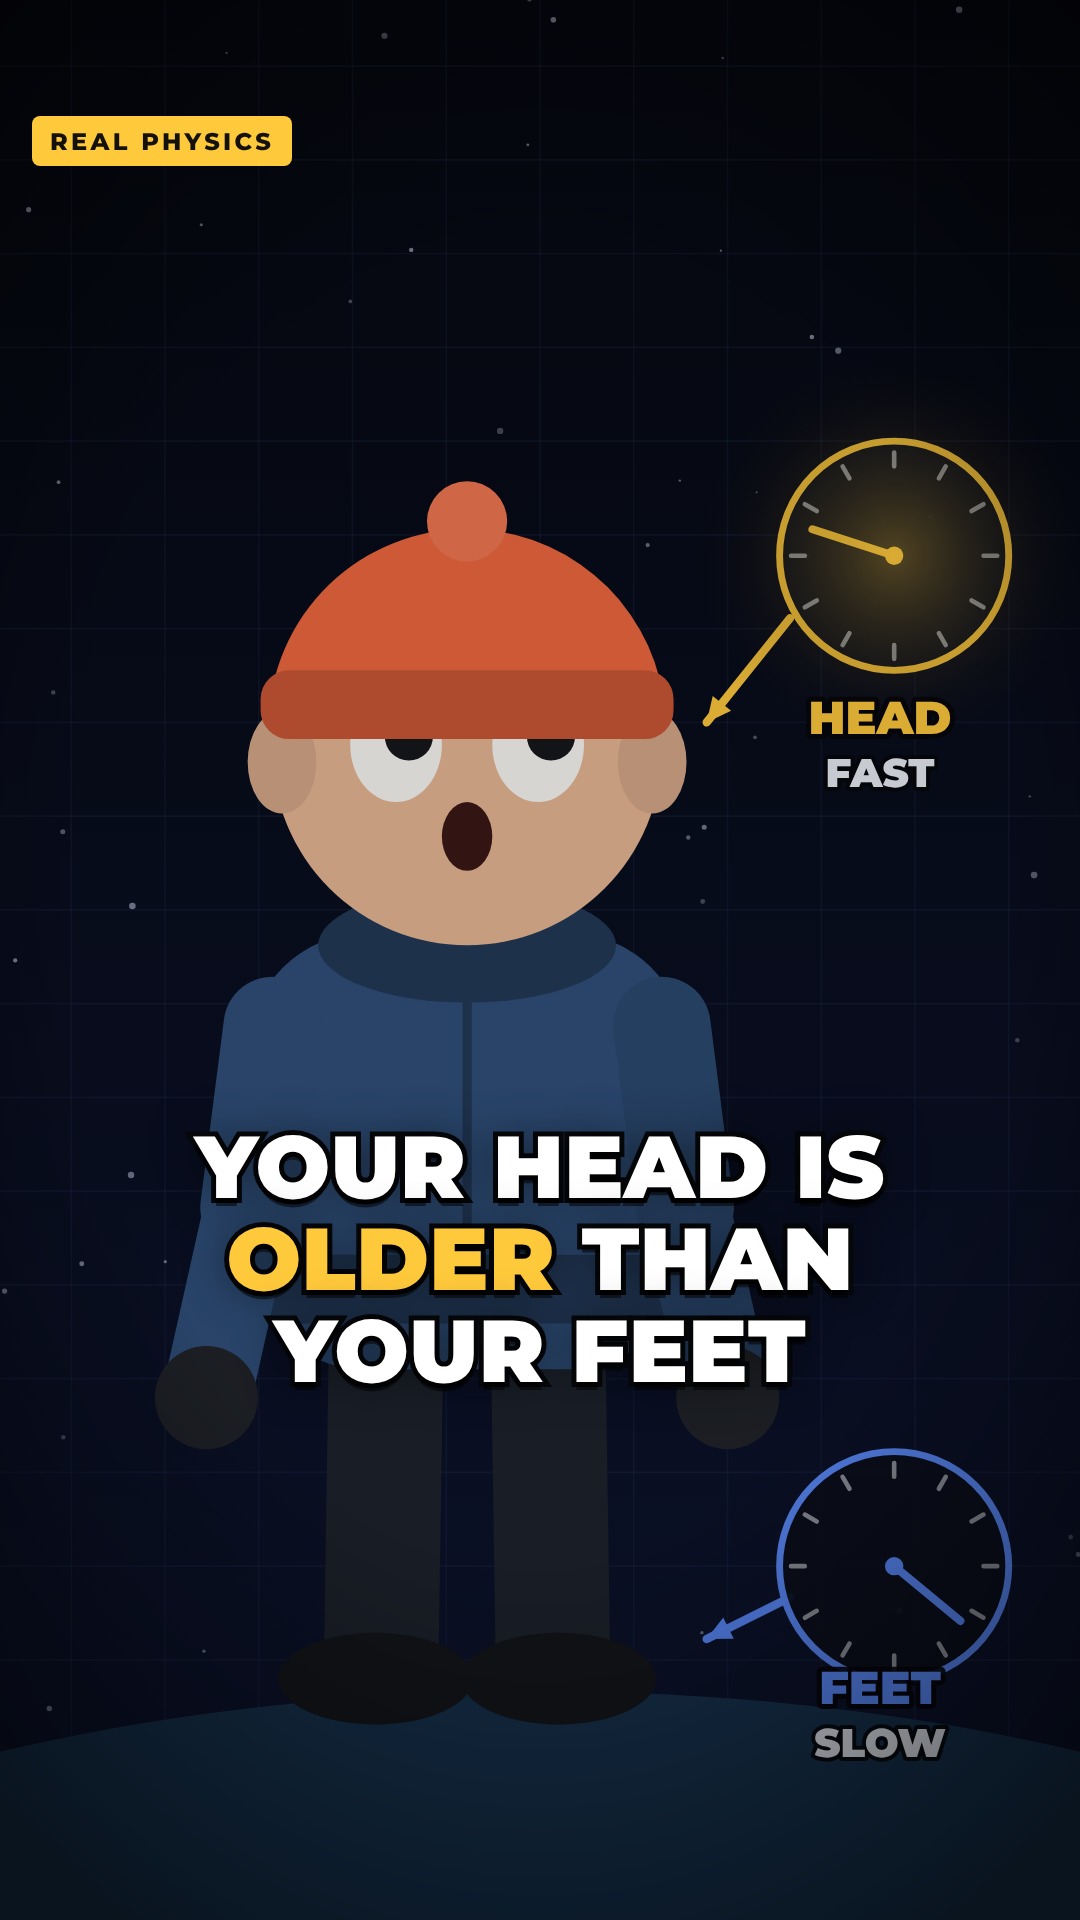 REAL PHYSICS
HEAD
FAST
YOUR HEAD IS
OLDER THAN
YOUR FEET
FEET
SLOW